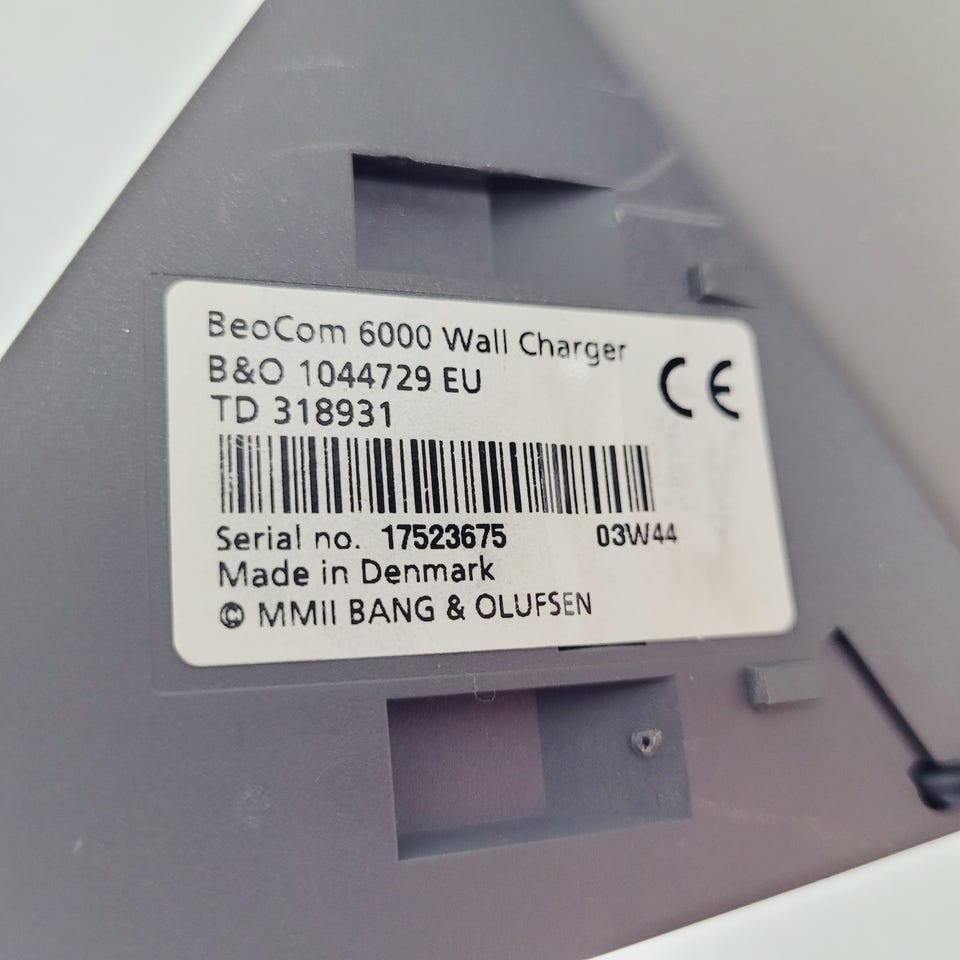 BeoCom 6000 Wall Charger
B&O 1044729 EU
TD 318931
CE
Serial no. 17523675 03W44
Made in Denmark
© MMII BANG & OLUFSEN